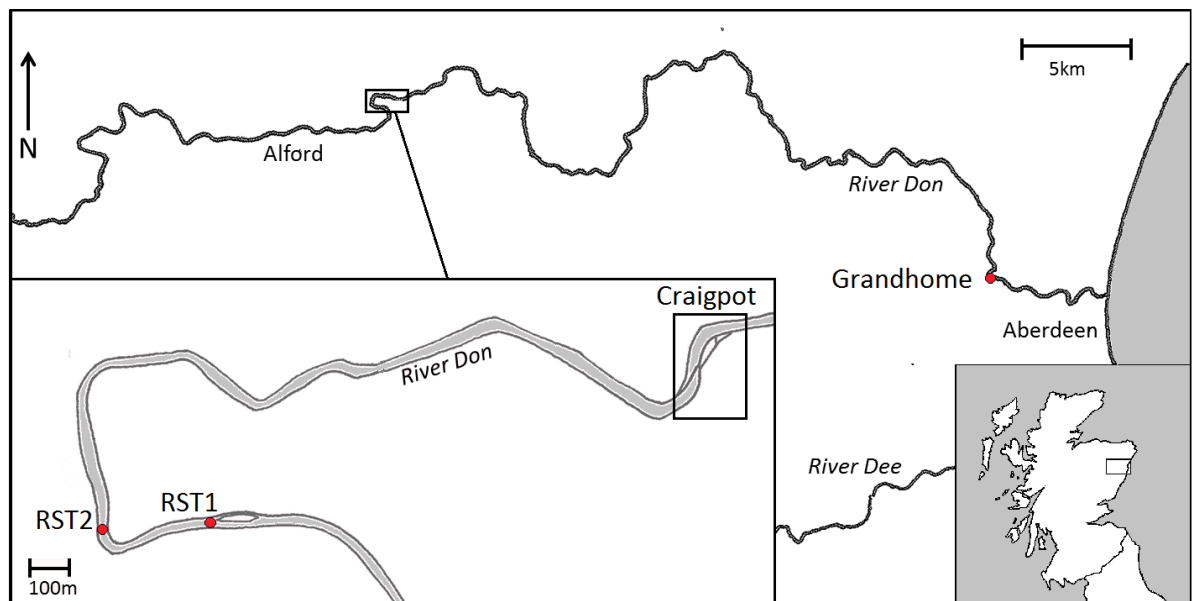 5km
N
Alford
River Don
Grandhome
Aberdeen
Craigpot
River Don
River Dee
RST1
RST2
100m